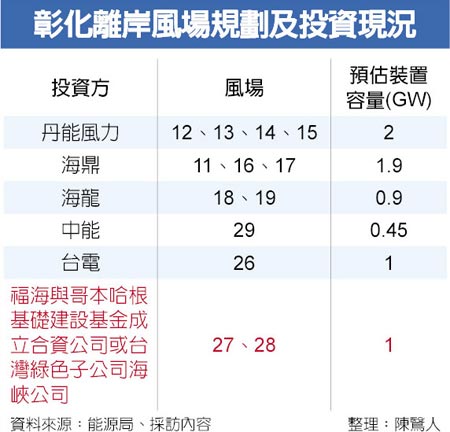 彰化離岸風場規劃及投資現況
投資方 風場 預估裝置
容量(GW)
丹能風力 12、13、14、15 2
海鼎 11、16、17 1.9
海龍 18、19 0.9
中能 29 0.45
台電 26 1
福海與哥本哈根
基礎建設基金成
立合資公司或台 27、28 1
灣綠色子公司海
峽公司
資料來源：能源局、採訪內容 整理：陳鷖人